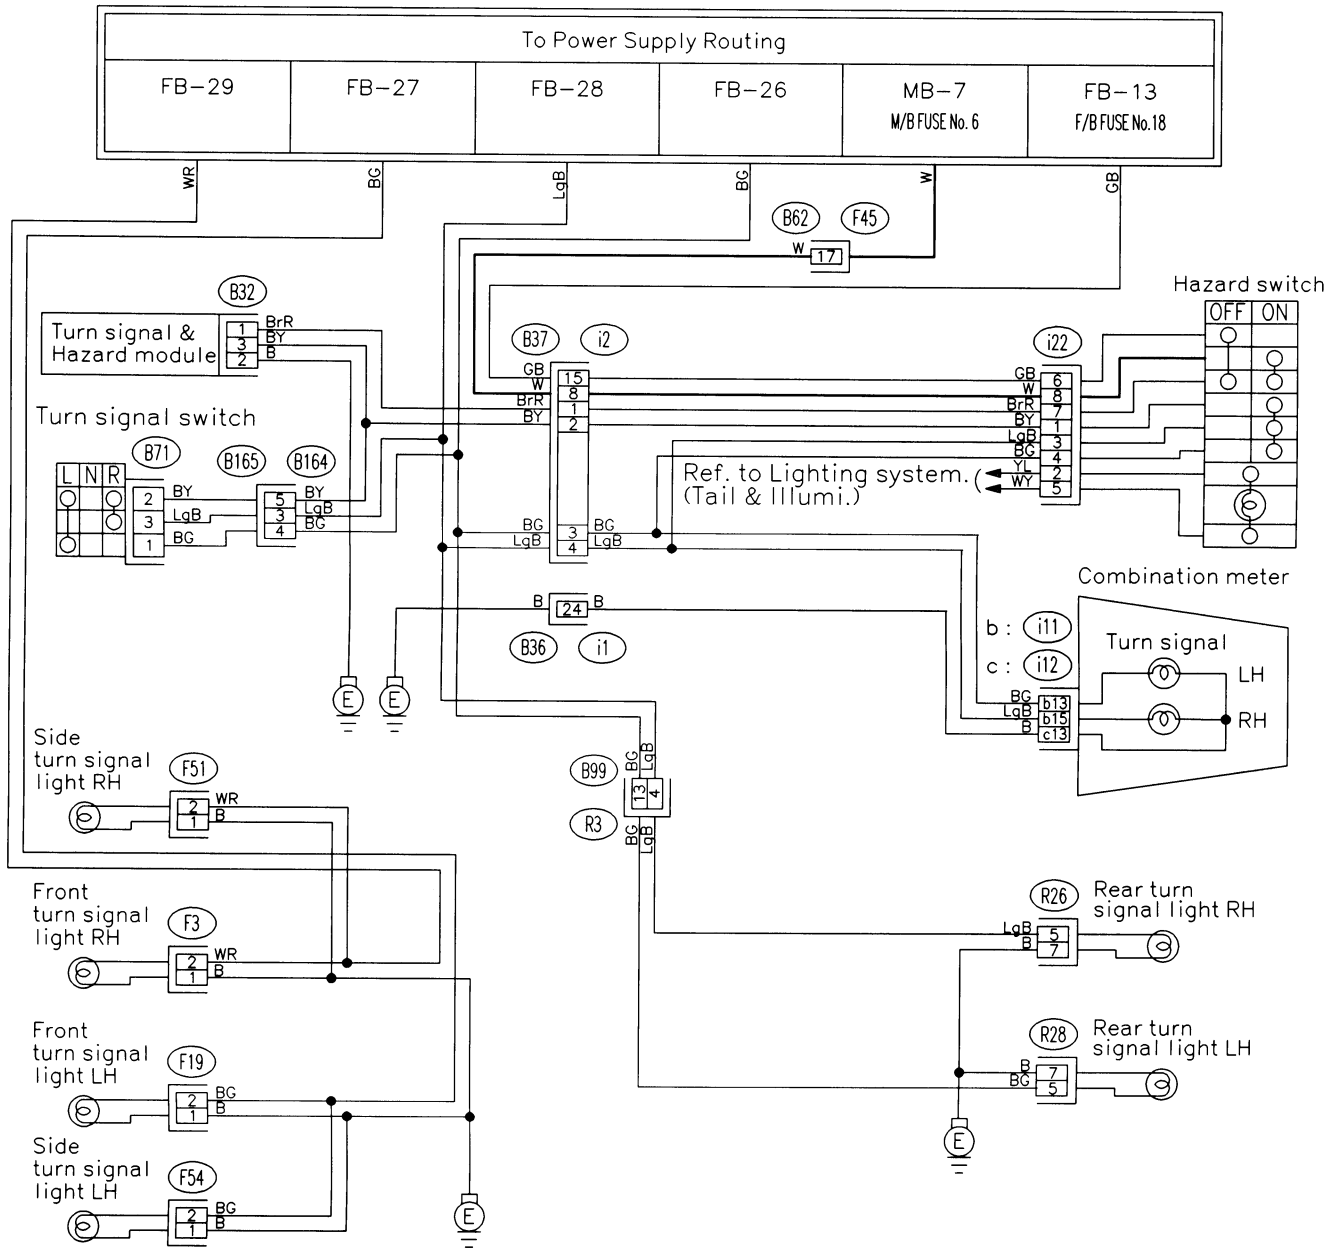 To Power Supply Routing
FB-29
FB-27
FB-28
FB-26
MB-7
M/B FUSE No. 6
FB-13
F/B FUSE No. 18
WR
BG
LgB
BG
W
GB
B62
F45
W
17
Hazard switch
OFF
ON
B32
Turn signal &
Hazard module
1
BrR
3
BY
2
B
B37
i2
i22
GB
15
W
8
BrR
1
BY
2
GB
6
W
8
BrR
7
BY
1
LgB
3
BG
4
YL
2
WY
5
Turn signal switch
B71
B165
B164
L
N
R
2
BY
3
LgB
1
BG
5
BY
3
LgB
4
BG
Ref. to Lighting system.
(Tail & Illumi.)
BG
3
BG
LgB
4
LgB
Combination meter
B
24
B
B36
i1
b :
i11
c :
i12
Turn signal
LH
RH
BG
b13
LgB
b15
B
c13
E
E
Side
turn signal
light RH
F51
2
WR
1
B
B99
BG
LgB
13
4
R3
BG
LgB
Front
turn signal
light RH
F3
2
WR
1
B
R26
Rear turn
signal light RH
LgB
5
B
7
Front
turn signal
light LH
F19
2
BG
1
B
R28
Rear turn
signal light LH
B
7
BG
5
E
Side
turn signal
light LH
F54
2
BG
1
B
E